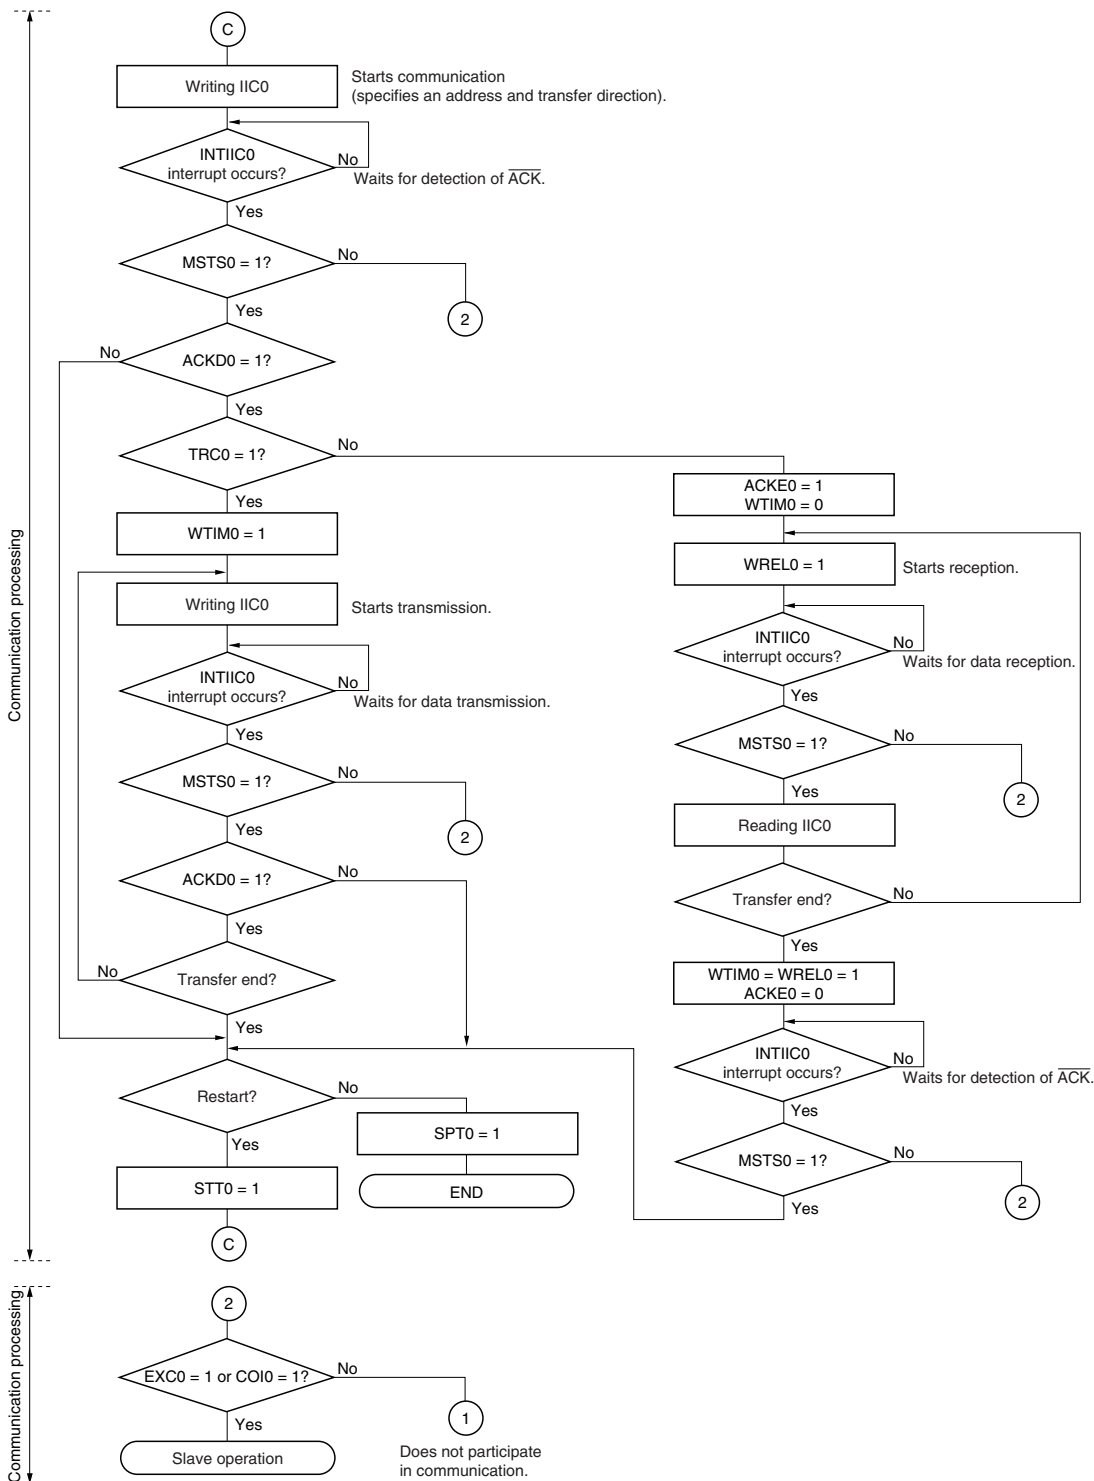 C
Writing IIC0
Starts communication
(specifies an address and transfer direction).
INTIIC0
interrupt occurs?
No
Waits for detection of ACK.
Yes
MSTS0 = 1?
No
2
Yes
No
ACKD0 = 1?
Yes
TRC0 = 1?
No
Yes
WTIM0 = 1
Writing IIC0
Starts transmission.
INTIIC0
interrupt occurs?
No
Waits for data transmission.
Yes
MSTS0 = 1?
No
2
Yes
ACKD0 = 1?
No
Yes
No
Transfer end?
Yes
Restart?
No
SPT0 = 1
END
Yes
STT0 = 1
C
ACKE0 = 1
WTIM0 = 0
WREL0 = 1
Starts reception.
INTIIC0
interrupt occurs?
No
Waits for data reception.
Yes
MSTS0 = 1?
No
2
Yes
Reading IIC0
Transfer end?
No
Yes
WTIM0 = WREL0 = 1
ACKE0 = 0
INTIIC0
interrupt occurs?
No
Waits for detection of ACK.
Yes
MSTS0 = 1?
No
2
Yes
Communication processing
2
EXC0 = 1 or COI0 = 1?
No
1
Does not participate
in communication.
Yes
Slave operation
Communication processing